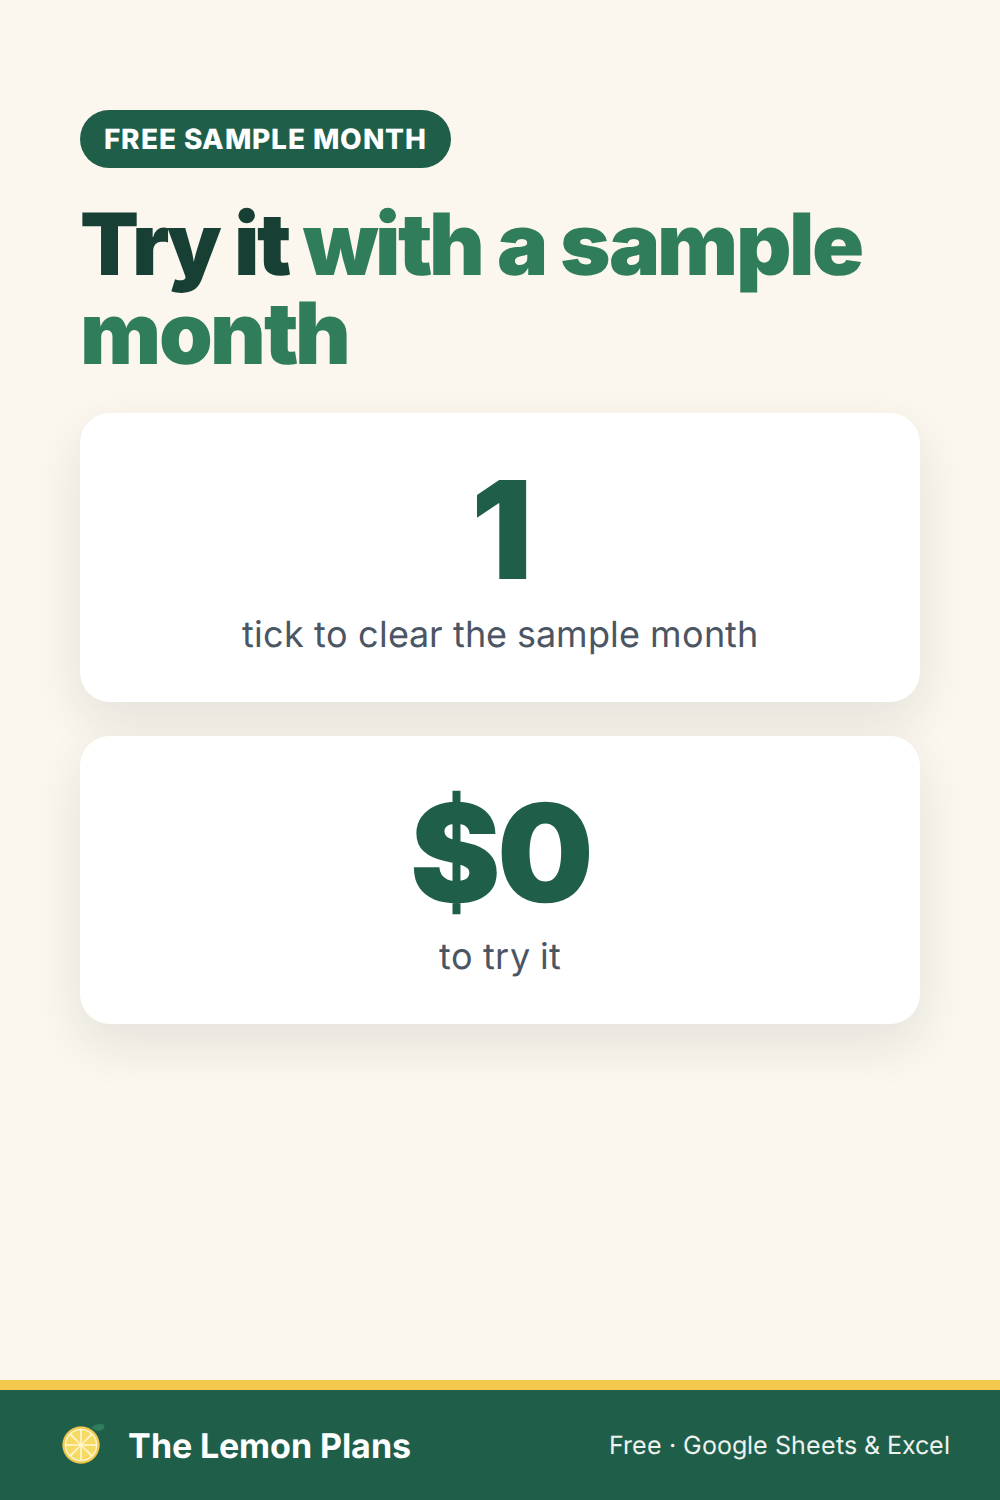 FREE SAMPLE MONTH
Try it with a sample
month
1
tick to clear the sample month
$0
to try it
The Lemon Plans
Free · Google Sheets & Excel